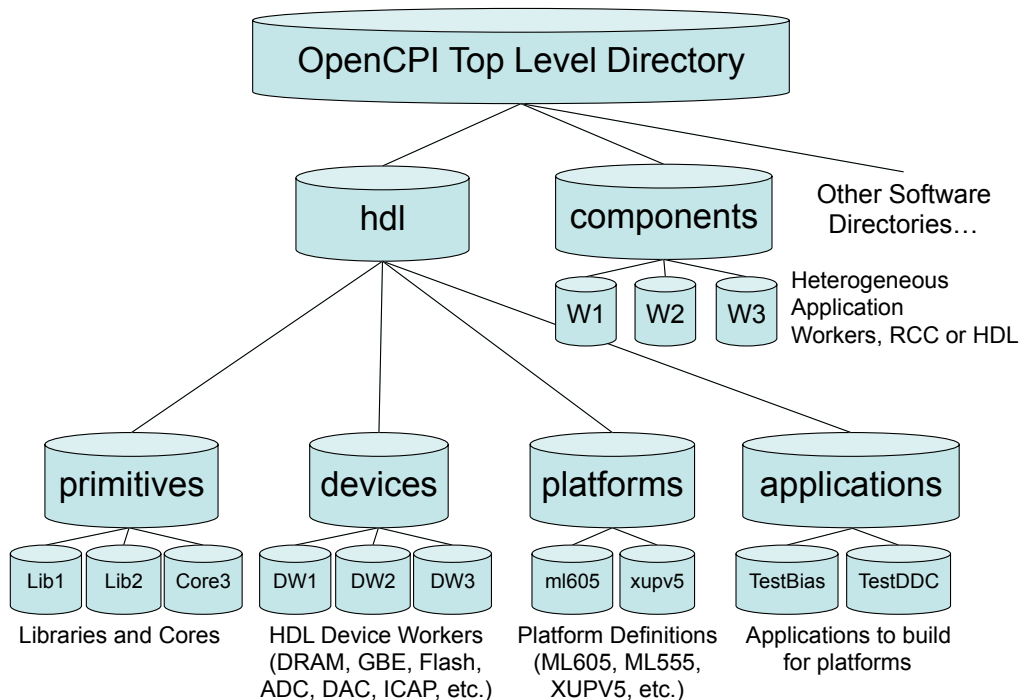 OpenCPI Top Level Directory
hdl
components
Other Software
Directories…
W1
W2
W3
Heterogeneous
Application
Workers, RCC or HDL
primitives
devices
platforms
applications
Lib1
Lib2
Core3
DW1
DW2
DW3
ml605
xupv5
TestBias
TestDDC
Libraries and Cores
HDL Device Workers
(DRAM, GBE, Flash,
ADC, DAC, ICAP, etc.)
Platform Definitions
(ML605, ML555,
XUPV5, etc.)
Applications to build
for platforms